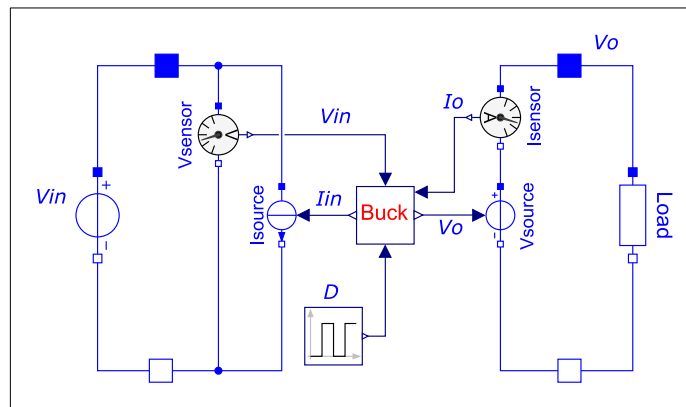 Vo
Vsensor
V
Vin
Io
A
Isensor
Vin
+
−
Isource
Iin
Buck
Vo
+
-
Vsource
Load
D